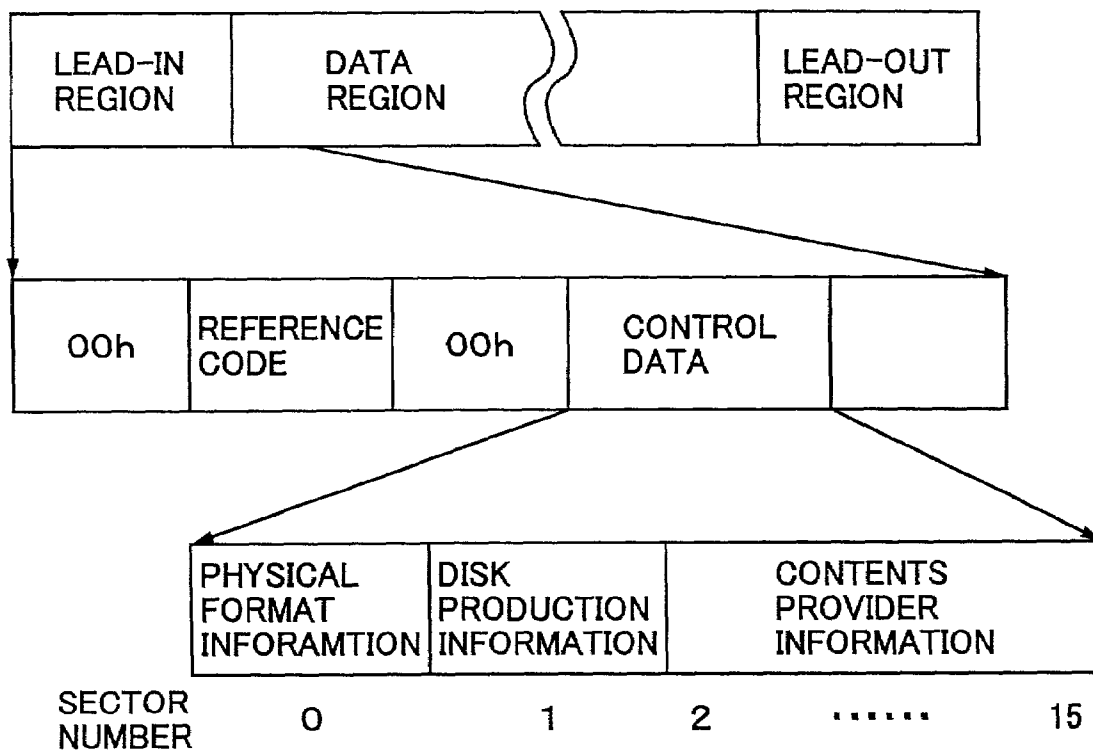 LEAD-IN
REGION
DATA
REGION
LEAD-OUT
REGION
00h
REFERENCE
CODE
00h
CONTROL
DATA
PHYSICAL
FORMAT
INFORAMTION
DISK
PRODUCTION
INFORMATION
CONTENTS
PROVIDER
INFORMATION
SECTOR
NUMBER
0 1 2 ...... 15